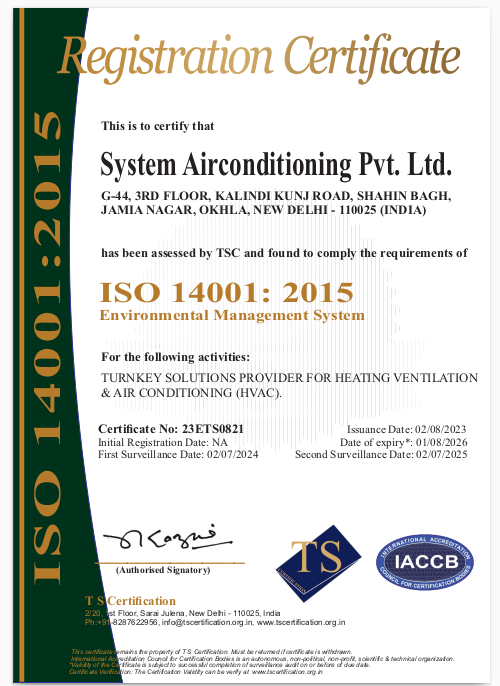 Registration Certificate
ISO 14001:2015
This is to certify that
System Airconditioning Pvt. Ltd.
G-44, 3RD FLOOR, KALINDI KUNJ ROAD, SHAHIN BAGH,
JAMIA NAGAR, OKHLA, NEW DELHI - 110025 (INDIA)
has been assessed by TSC and found to comply the requirements of
ISO 14001: 2015
Environmental Management System
For the following activities:
TURNKEY SOLUTIONS PROVIDER FOR HEATING VENTILATION
& AIR CONDITIONING (HVAC).
Certificate No: 23ETS0821
Initial Registration Date: NA
First Surveillance Date: 02/07/2024
Issuance Date: 02/08/2023
Date of expiry*: 01/08/2026
Second Surveillance Date: 02/07/2025
(Authorised Signatory)
TS
CERTIFICATION
INTERNATIONAL ACCREDITATION
IACCB
COUNCIL FOR CERTIFICATION BODIES
T S Certification
2/20, 1st Floor, Sarai Julena, New Delhi - 110025, India
Ph:+91-8287622956, info@tscertification.org.in, www.tscertification.org.in
This certificate remains the property of T S Certification. Must be returned if certificate is withdrawn.
International Accreditation Council for Certification Bodies is an autonomous, non-political, non-profit, scientific & technical organization.
*Validity of the Certificate is subject to successful completion of surveillance audit on or before of due date.
Certificate Verification: The Certification Validity can be verify at www.tscertification.org.in